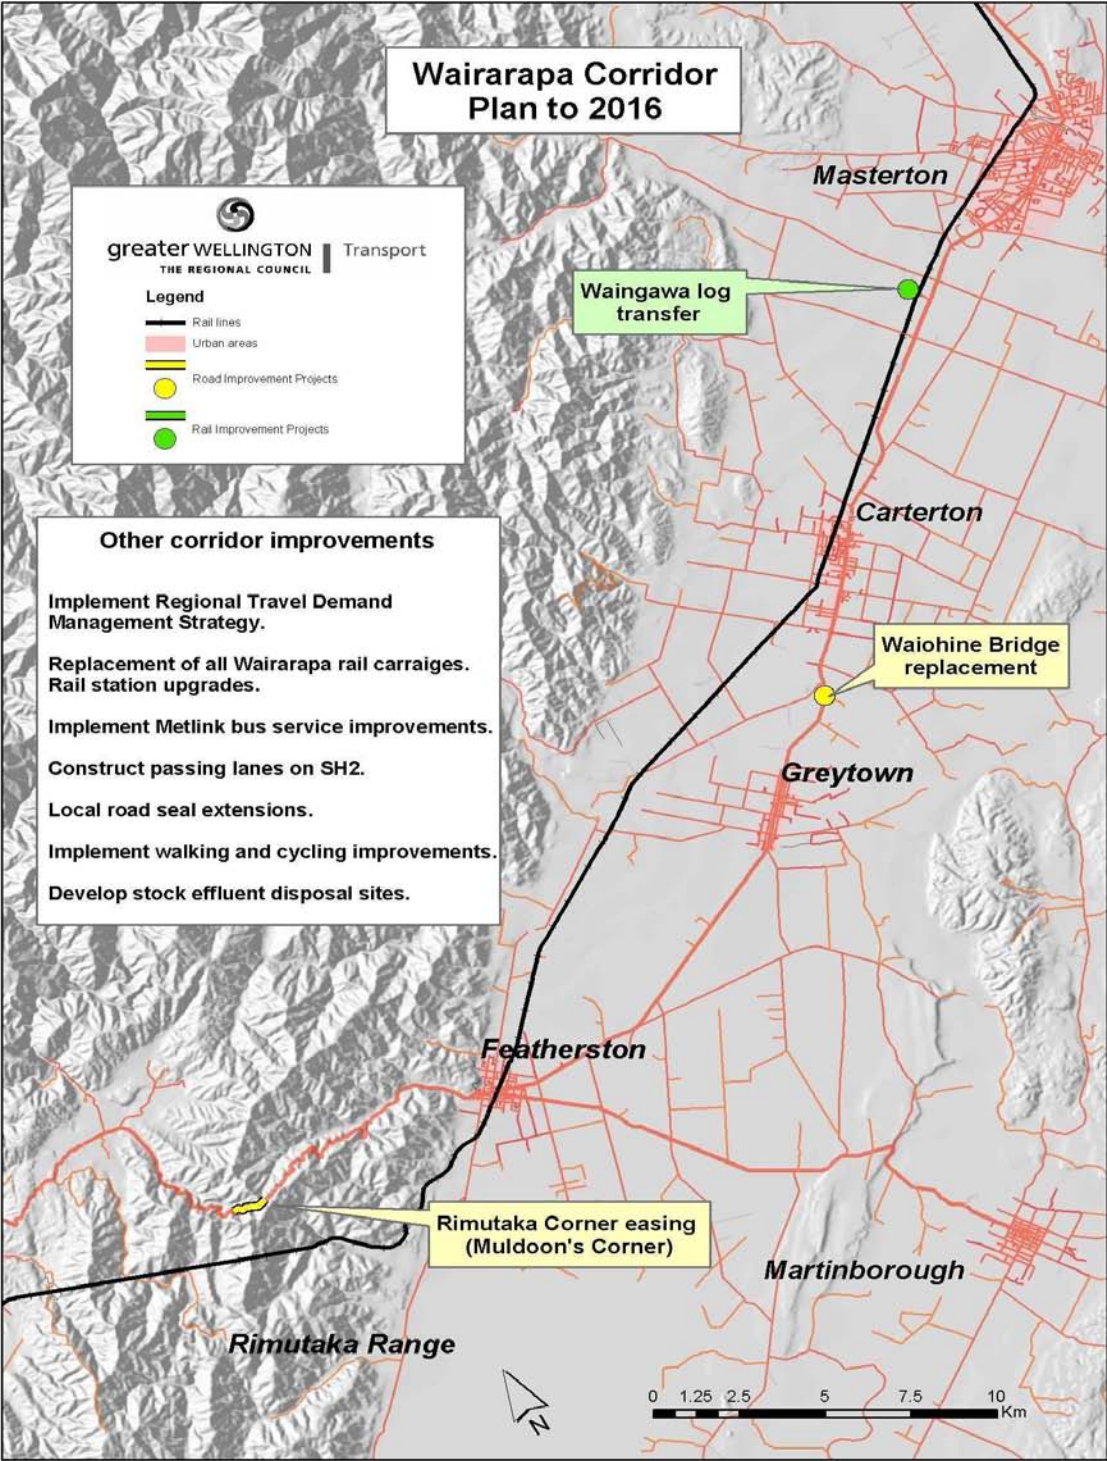 Wairarapa Corridor
Plan to 2016
Masterton
greater WELLINGTON
THE REGIONAL COUNCIL
Transport
Legend
Rail lines
Urban areas
Road Improvement Projects
Rail Improvement Projects
Waingawa log
transfer
Carterton
Other corridor improvements
Implement Regional Travel Demand
Management Strategy.
Replacement of all Wairarapa rail carraiges.
Rail station upgrades.
Implement Metlink bus service improvements.
Construct passing lanes on SH2.
Local road seal extensions.
Implement walking and cycling improvements.
Develop stock effluent disposal sites.
Waiohine Bridge
replacement
Greytown
Featherston
Rimutaka Corner easing
(Muldoon's Corner)
Martinborough
Rimutaka Range
N
0 1.25 2.5 5 7.5 10
Km